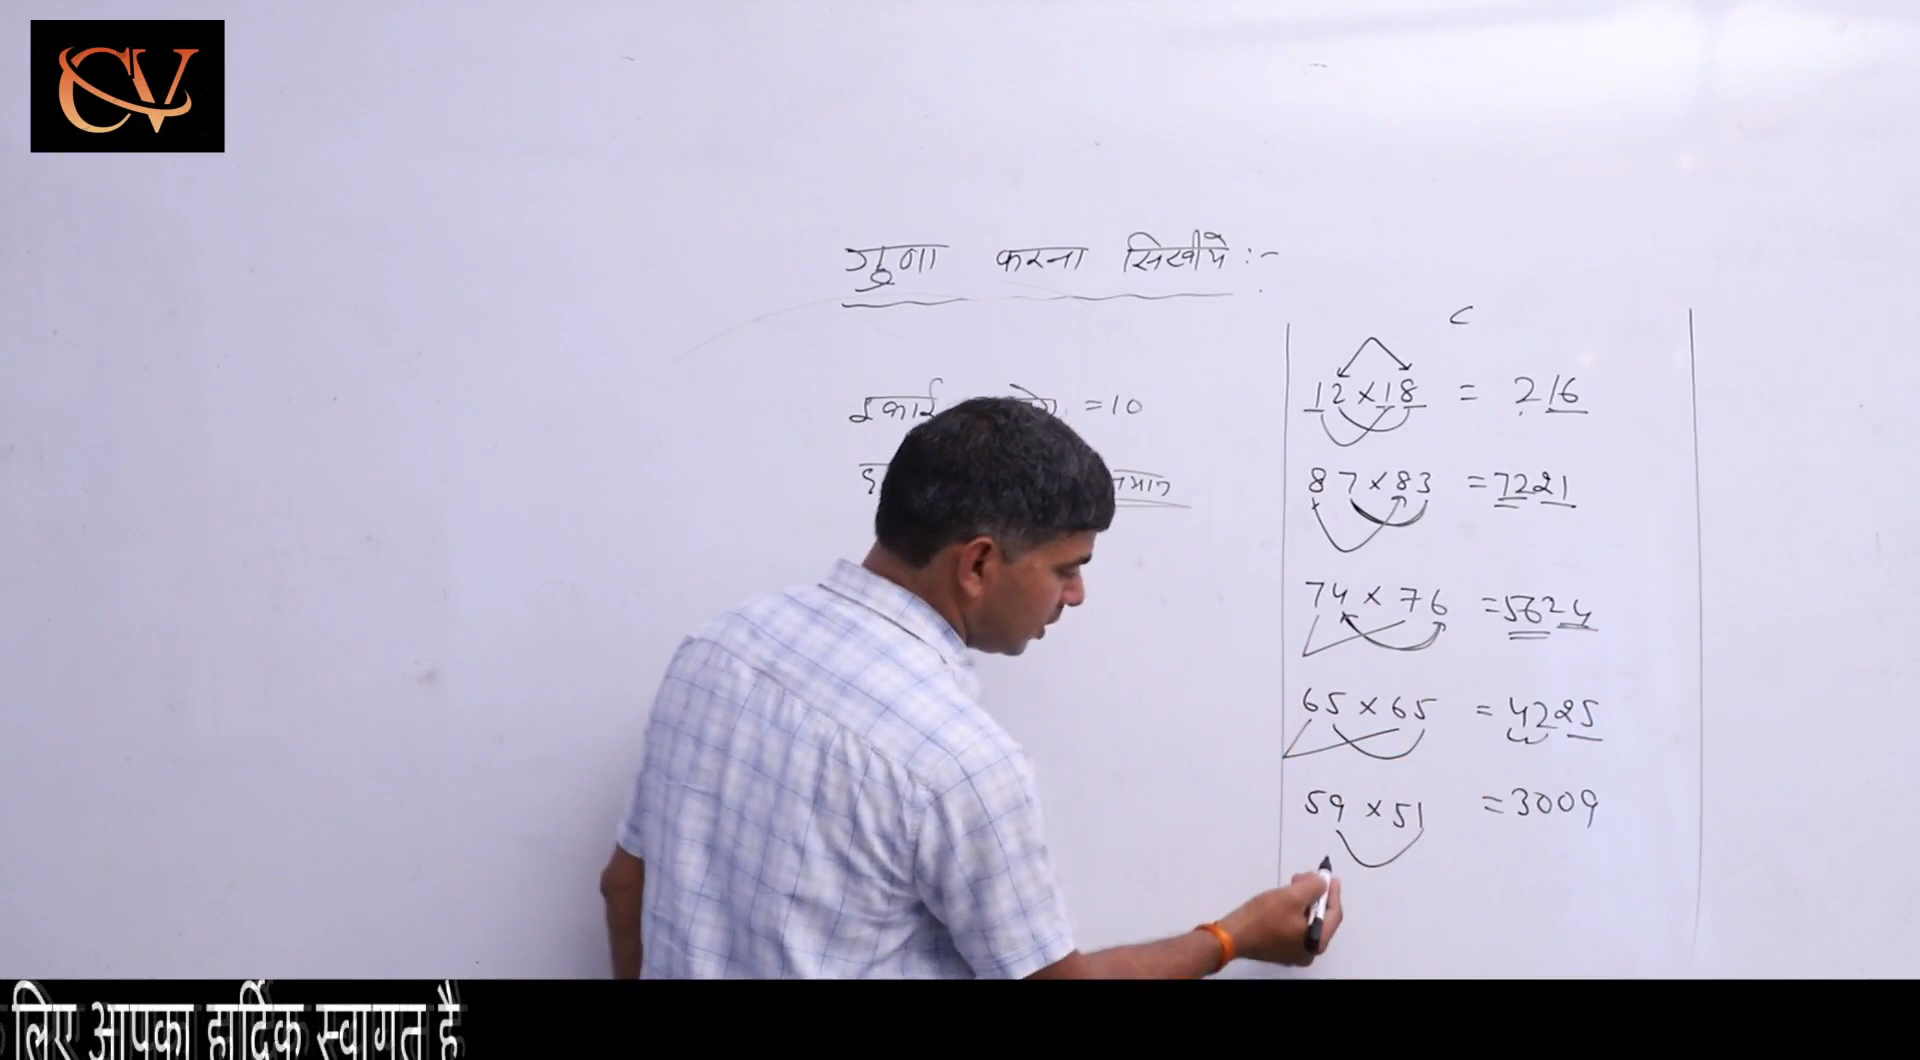 CV
गुणा करना सिखीये :-
C
इकाई = 10
12 × 18 = 216
87 × 83 = 7221
74 × 76 = 5624
65 × 65 = 4225
59 × 51 = 3009
लिए आपका हार्दिक स्वागत है